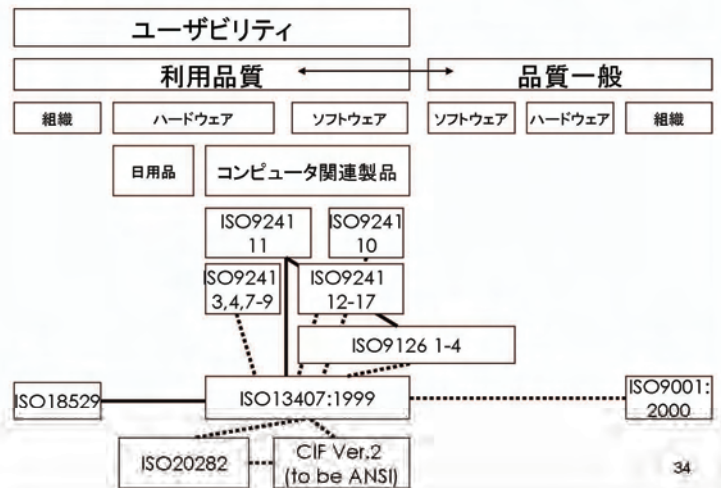 ユーザビリティ
利用品質
品質一般
組織
ハードウェア
ソフトウェア
ソフトウェア
ハードウェア
組織
日用品
コンピュータ関連製品
ISO9241
11
ISO9241
10
ISO9241
3,4,7-9
ISO9241
12-17
ISO9126 1-4
ISO18529
ISO13407:1999
ISO9001:
2000
ISO20282
CIF Ver.2
(to be ANSI)
34